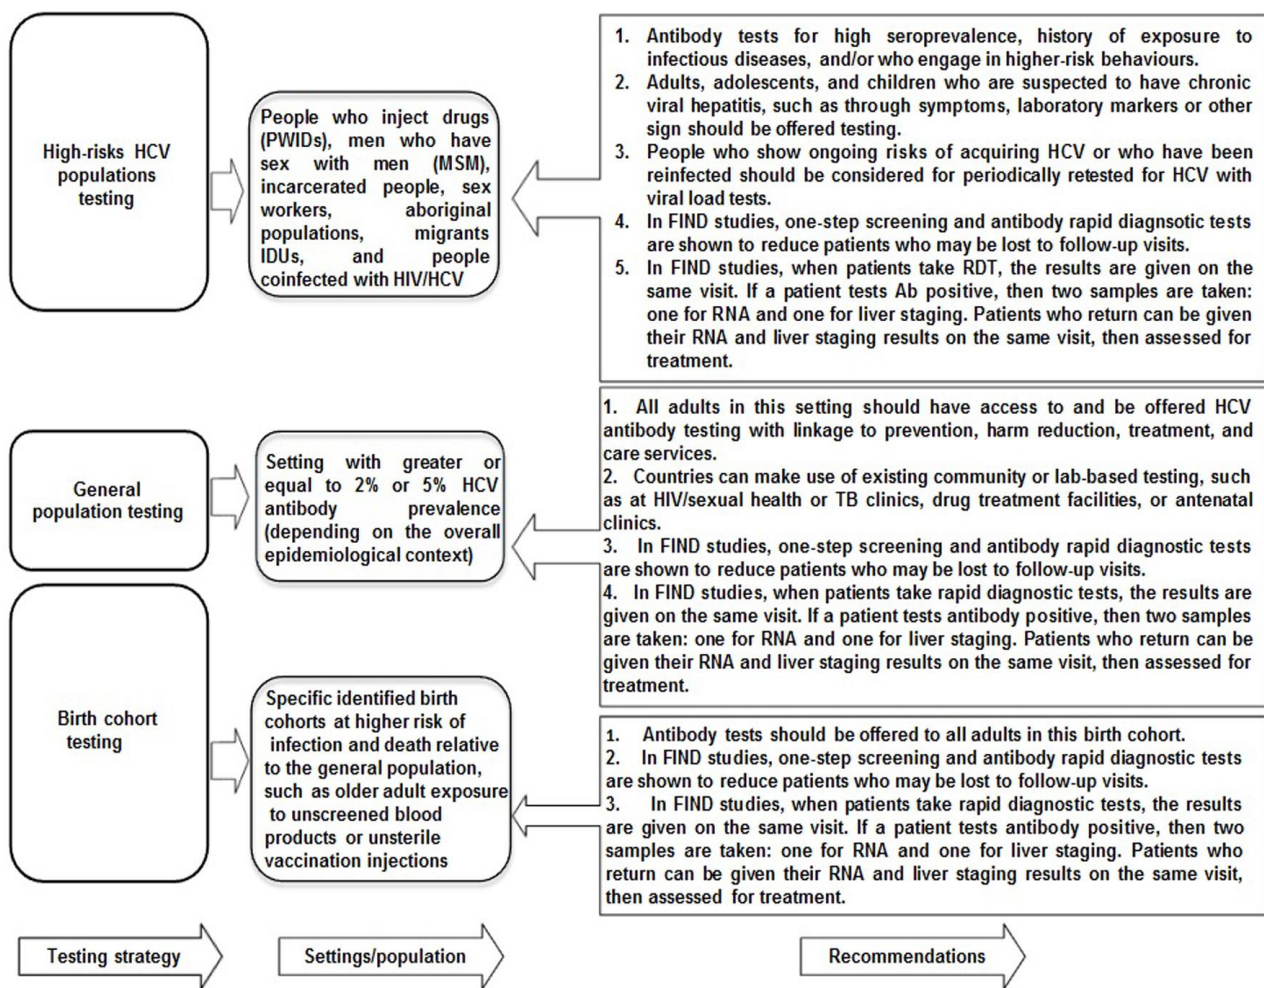 High-risks HCV
populations
testing
People who inject drugs
(PWIDs), men who have
sex with men (MSM),
incarcerated people, sex
workers, aboriginal
populations, migrants
IDUs, and people
coinfected with HIV/HCV
1. Antibody tests for high seroprevalence, history of exposure to
infectious diseases, and/or who engage in higher-risk behaviours.
2. Adults, adolescents, and children who are suspected to have chronic
viral hepatitis, such as through symptoms, laboratory markers or other
sign should be offered testing.
3. People who show ongoing risks of acquiring HCV or who have been
reinfected should be considered for periodically retested for HCV with
viral load tests.
4. In FIND studies, one-step screening and antibody rapid diagnsotic tests
are shown to reduce patients who may be lost to follow-up visits.
5. In FIND studies, when patients take RDT, the results are given on the
same visit. If a patient tests Ab positive, then two samples are taken:
one for RNA and one for liver staging. Patients who return can be given
their RNA and liver staging results on the same visit, then assessed for
treatment.
General
population testing
Setting with greater or
equal to 2% or 5% HCV
antibody prevalence
(depending on the overall
epidemiological context)
1. All adults in this setting should have access to and be offered HCV
antibody testing with linkage to prevention, harm reduction, treatment, and
care services.
2. Countries can make use of existing community or lab-based testing, such
as at HIV/sexual health or TB clinics, drug treatment facilities, or antenatal
clinics.
3. In FIND studies, one-step screening and antibody rapid diagnostic tests
are shown to reduce patients who may be lost to follow-up visits.
4. In FIND studies, when patients take rapid diagnostic tests, the results are
given on the same visit. If a patient tests antibody positive, then two samples
are taken: one for RNA and one for liver staging. Patients who return can be
given their RNA and liver staging results on the same visit, then assessed for
treatment.
Birth cohort
testing
Specific identified birth
cohorts at higher risk of
infection and death relative
to the general population,
such as older adult exposure
to unscreened blood
products or unsterile
vaccination injections
1. Antibody tests should be offered to all adults in this birth cohort.
2. In FIND studies, one-step screening and antibody rapid diagnostic tests
are shown to reduce patients who may be lost to follow-up visits.
3. In FIND studies, when patients take rapid diagnostic tests, the results
are given on the same visit. If a patient tests antibody positive, then two
samples are taken: one for RNA and one for liver staging. Patients who
return can be given their RNA and liver staging results on the same visit,
then assessed for treatment.
Testing strategy
Settings/population
Recommendations